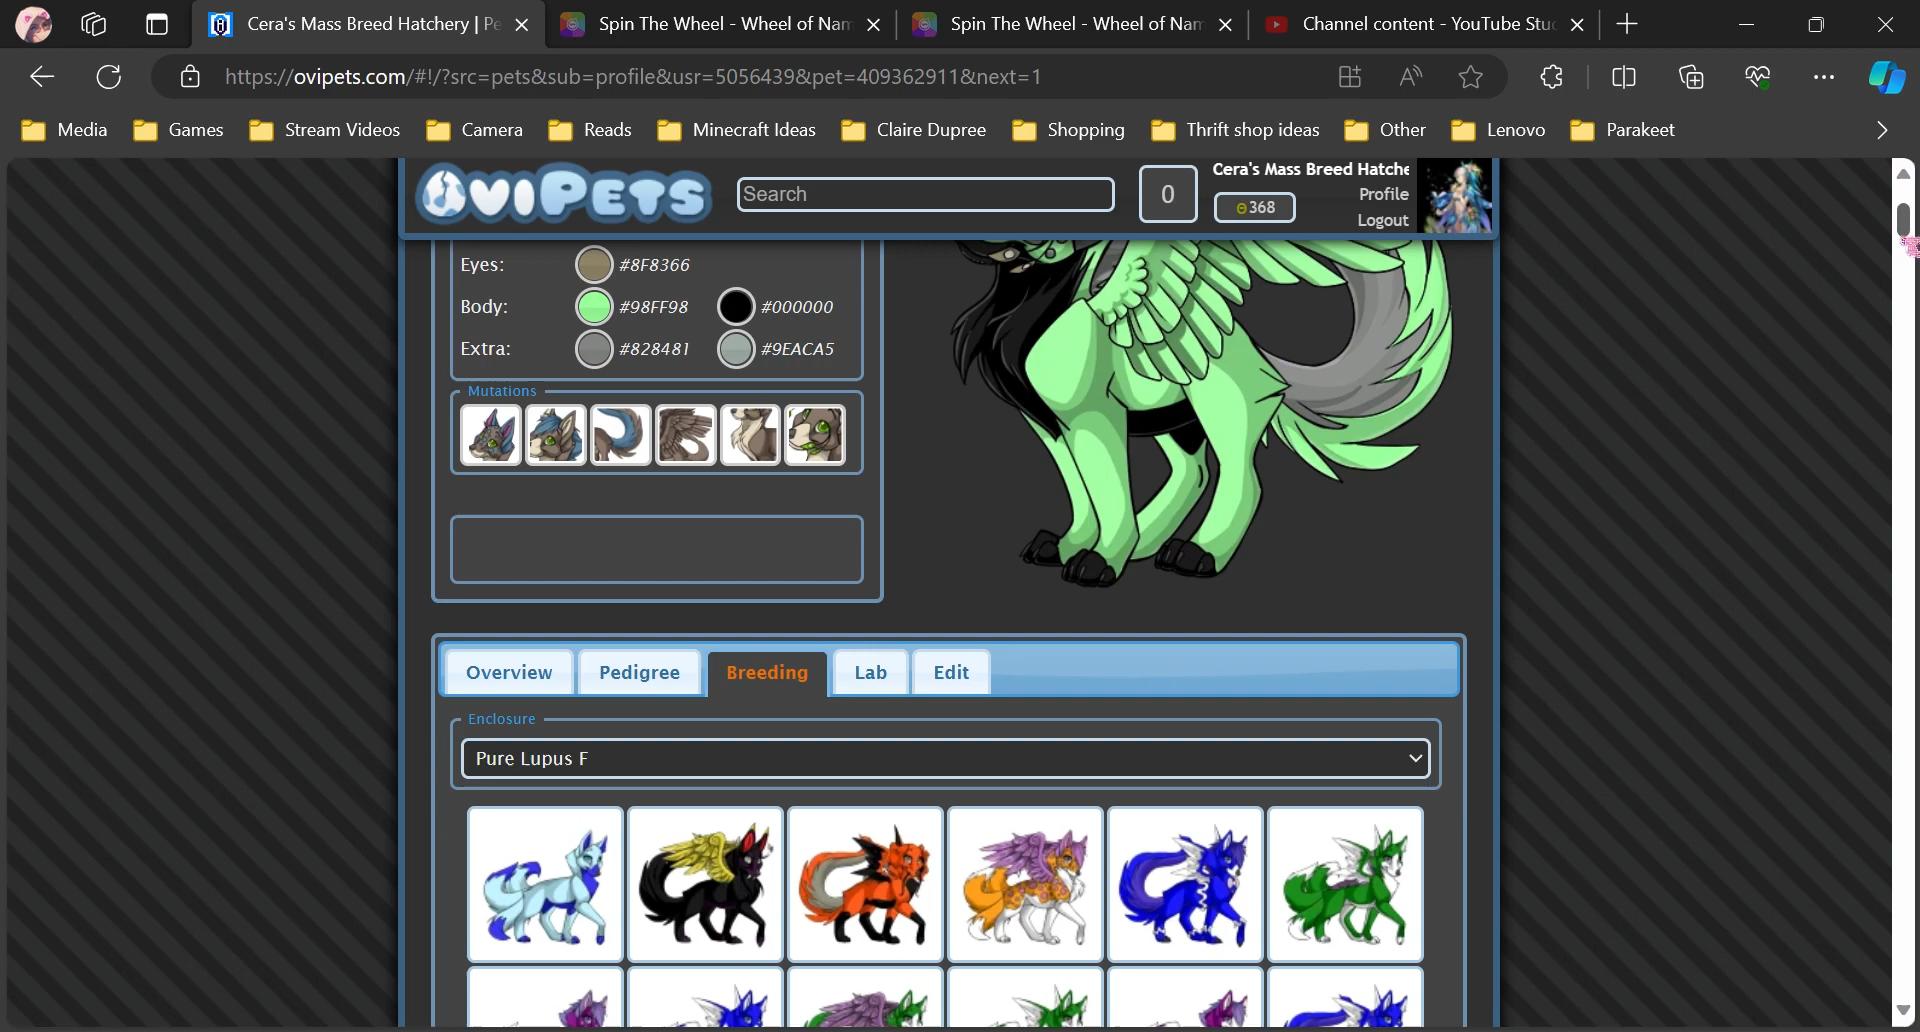 Cera's Mass Breed Hatchery | Pe
Spin The Wheel - Wheel of Nam
Spin The Wheel - Wheel of Nam
Channel content - YouTube Stud
https://ovipets.com/#!/?src=pets&sub=profile&usr=5056439&pet=409362911&next=1
Media
Games
Stream Videos
Camera
Reads
Minecraft Ideas
Claire Dupree
Shopping
Thrift shop ideas
Other
Lenovo
Parakeet
OviPets
Search
0
Cera's Mass Breed Hatche
368
Profile
Logout
Eyes: #8F8366
Body: #98FF98 #000000
Extra: #828481 #9EACA5
Mutations
Overview
Pedigree
Breeding
Lab
Edit
Enclosure
Pure Lupus F